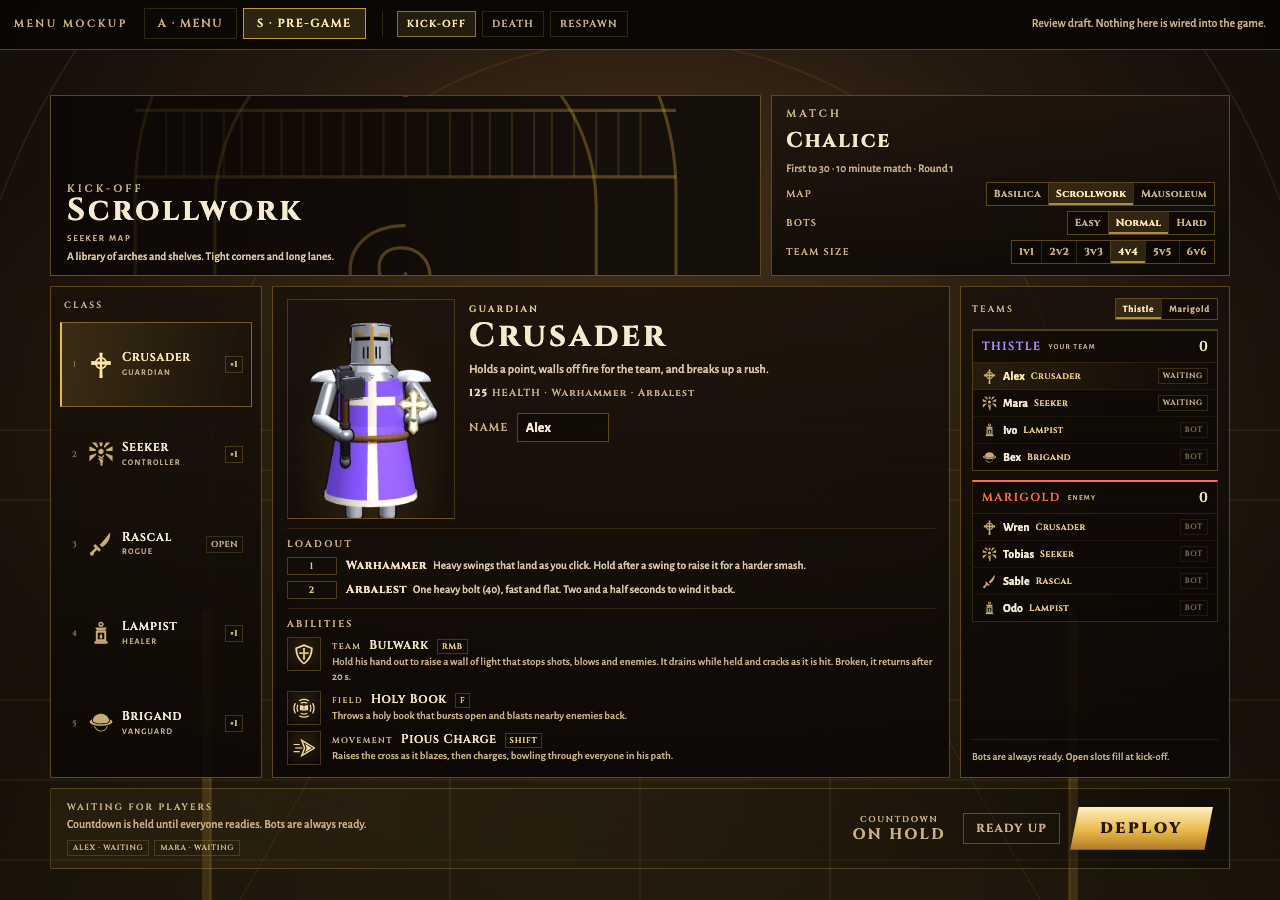 MENU MOCKUP
A · MENU
S · PRE-GAME
KICK-OFF
DEATH
RESPAWN
Review draft. Nothing here is wired into the game.
KICK-OFF
SCROLLWORK
SEEKER MAP
A library of arches and shelves. Tight corners and long lanes.
MATCH
CHALICE
First to 30 · 10 minute match · Round 1
MAP
BASILICA
SCROLLWORK
MAUSOLEUM
BOTS
EASY
NORMAL
HARD
TEAM SIZE
1v1
2v2
3v3
4v4
5v5
6v6
CLASS
1
CRUSADER
GUARDIAN
×1
2
SEEKER
CONTROLLER
×1
3
RASCAL
ROGUE
OPEN
4
LAMPIST
HEALER
×1
5
BRIGAND
VANGUARD
×1
GUARDIAN
CRUSADER
Holds a point, walls off fire for the team, and breaks up a rush.
125 HEALTH · WARHAMMER · ARBALEST
NAME
Alex
LOADOUT
1
WARHAMMER Heavy swings that land as you click. Hold after a swing to raise it for a harder smash.
2
ARBALEST One heavy bolt (40), fast and flat. Two and a half seconds to wind it back.
ABILITIES
TEAM BULWARK RMB
Hold his hand out to raise a wall of light that stops shots, blows and enemies. It drains while held and cracks as it is hit. Broken, it returns after
20 s.
FIELD HOLY BOOK F
Throws a holy book that bursts open and blasts nearby enemies back.
MOVEMENT PIOUS CHARGE SHIFT
Raises the cross as it blazes, then charges, bowling through everyone in his path.
TEAMS
Thistle
Marigold
THISTLE YOUR TEAM 0
Alex CRUSADER WAITING
Mara SEEKER WAITING
Ivo LAMPIST BOT
Bex BRIGAND BOT
MARIGOLD ENEMY 0
Wren CRUSADER BOT
Tobias SEEKER BOT
Sable RASCAL BOT
Odo LAMPIST BOT
Bots are always ready. Open slots fill at kick-off.
WAITING FOR PLAYERS
Countdown is held until everyone readies. Bots are always ready.
ALEX · WAITING
MARA · WAITING
COUNTDOWN
ON HOLD
READY UP
DEPLOY